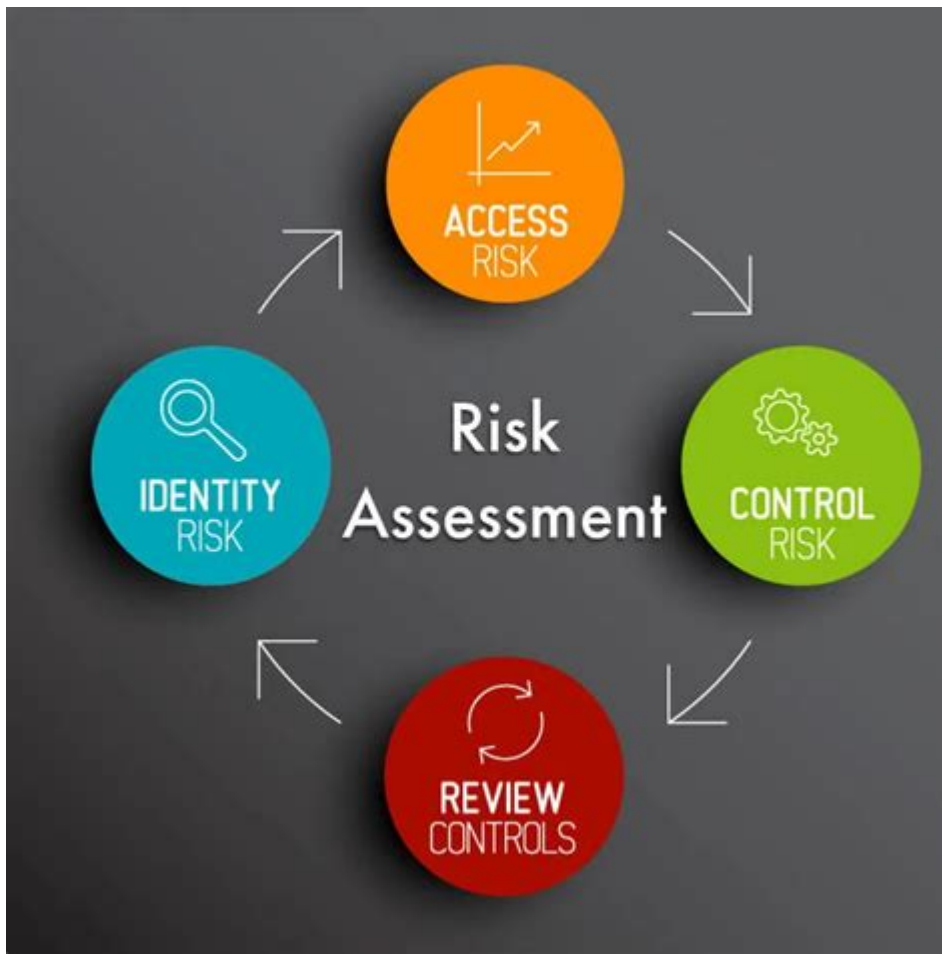 ACCESS
RISK
Risk
Assessment
IDENTITY
RISK
CONTROL
RISK
REVIEW
CONTROLS